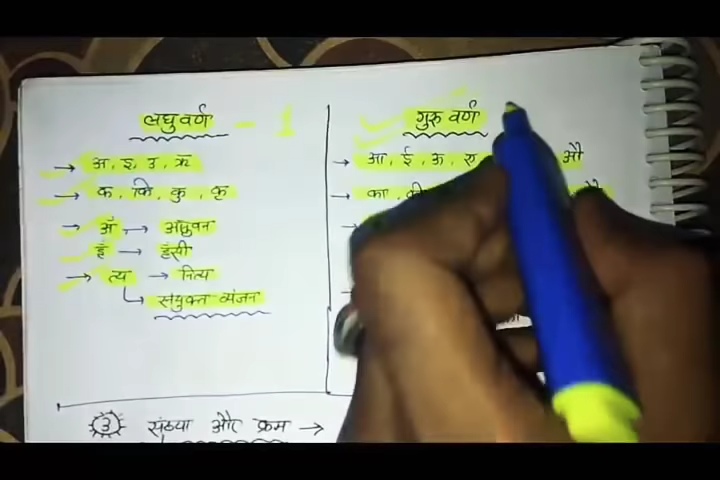 लघु वर्ण - 1
→ अ, इ, उ, ऋ
→ क, कि, कु, कृ
→ अँ →
→ हँ → हँसी
→ त्य → नित्य
↳ संयुक्त व्यंजन
गुरु वर्ण
→ आ, ई, ऊ, ए औ
→ का,
③ संख्या और क्रम →